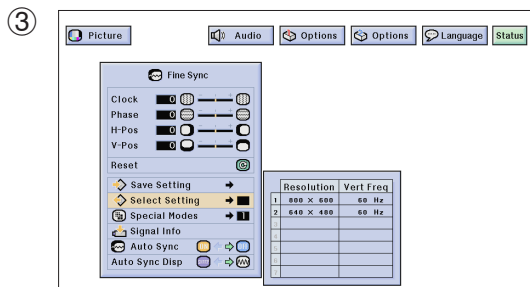 3
Picture Audio Options Options Language Status
Fine Sync
Clock 0
Phase 0
H-Pos 0
V-Pos 0
Reset
Save Setting
Select Setting
Special Modes 1
Signal Info
Auto Sync
Auto Sync Disp
Resolution Vert Freq
1 800 × 600 60 Hz
2 640 × 480 60 Hz
3
4
5
6
7